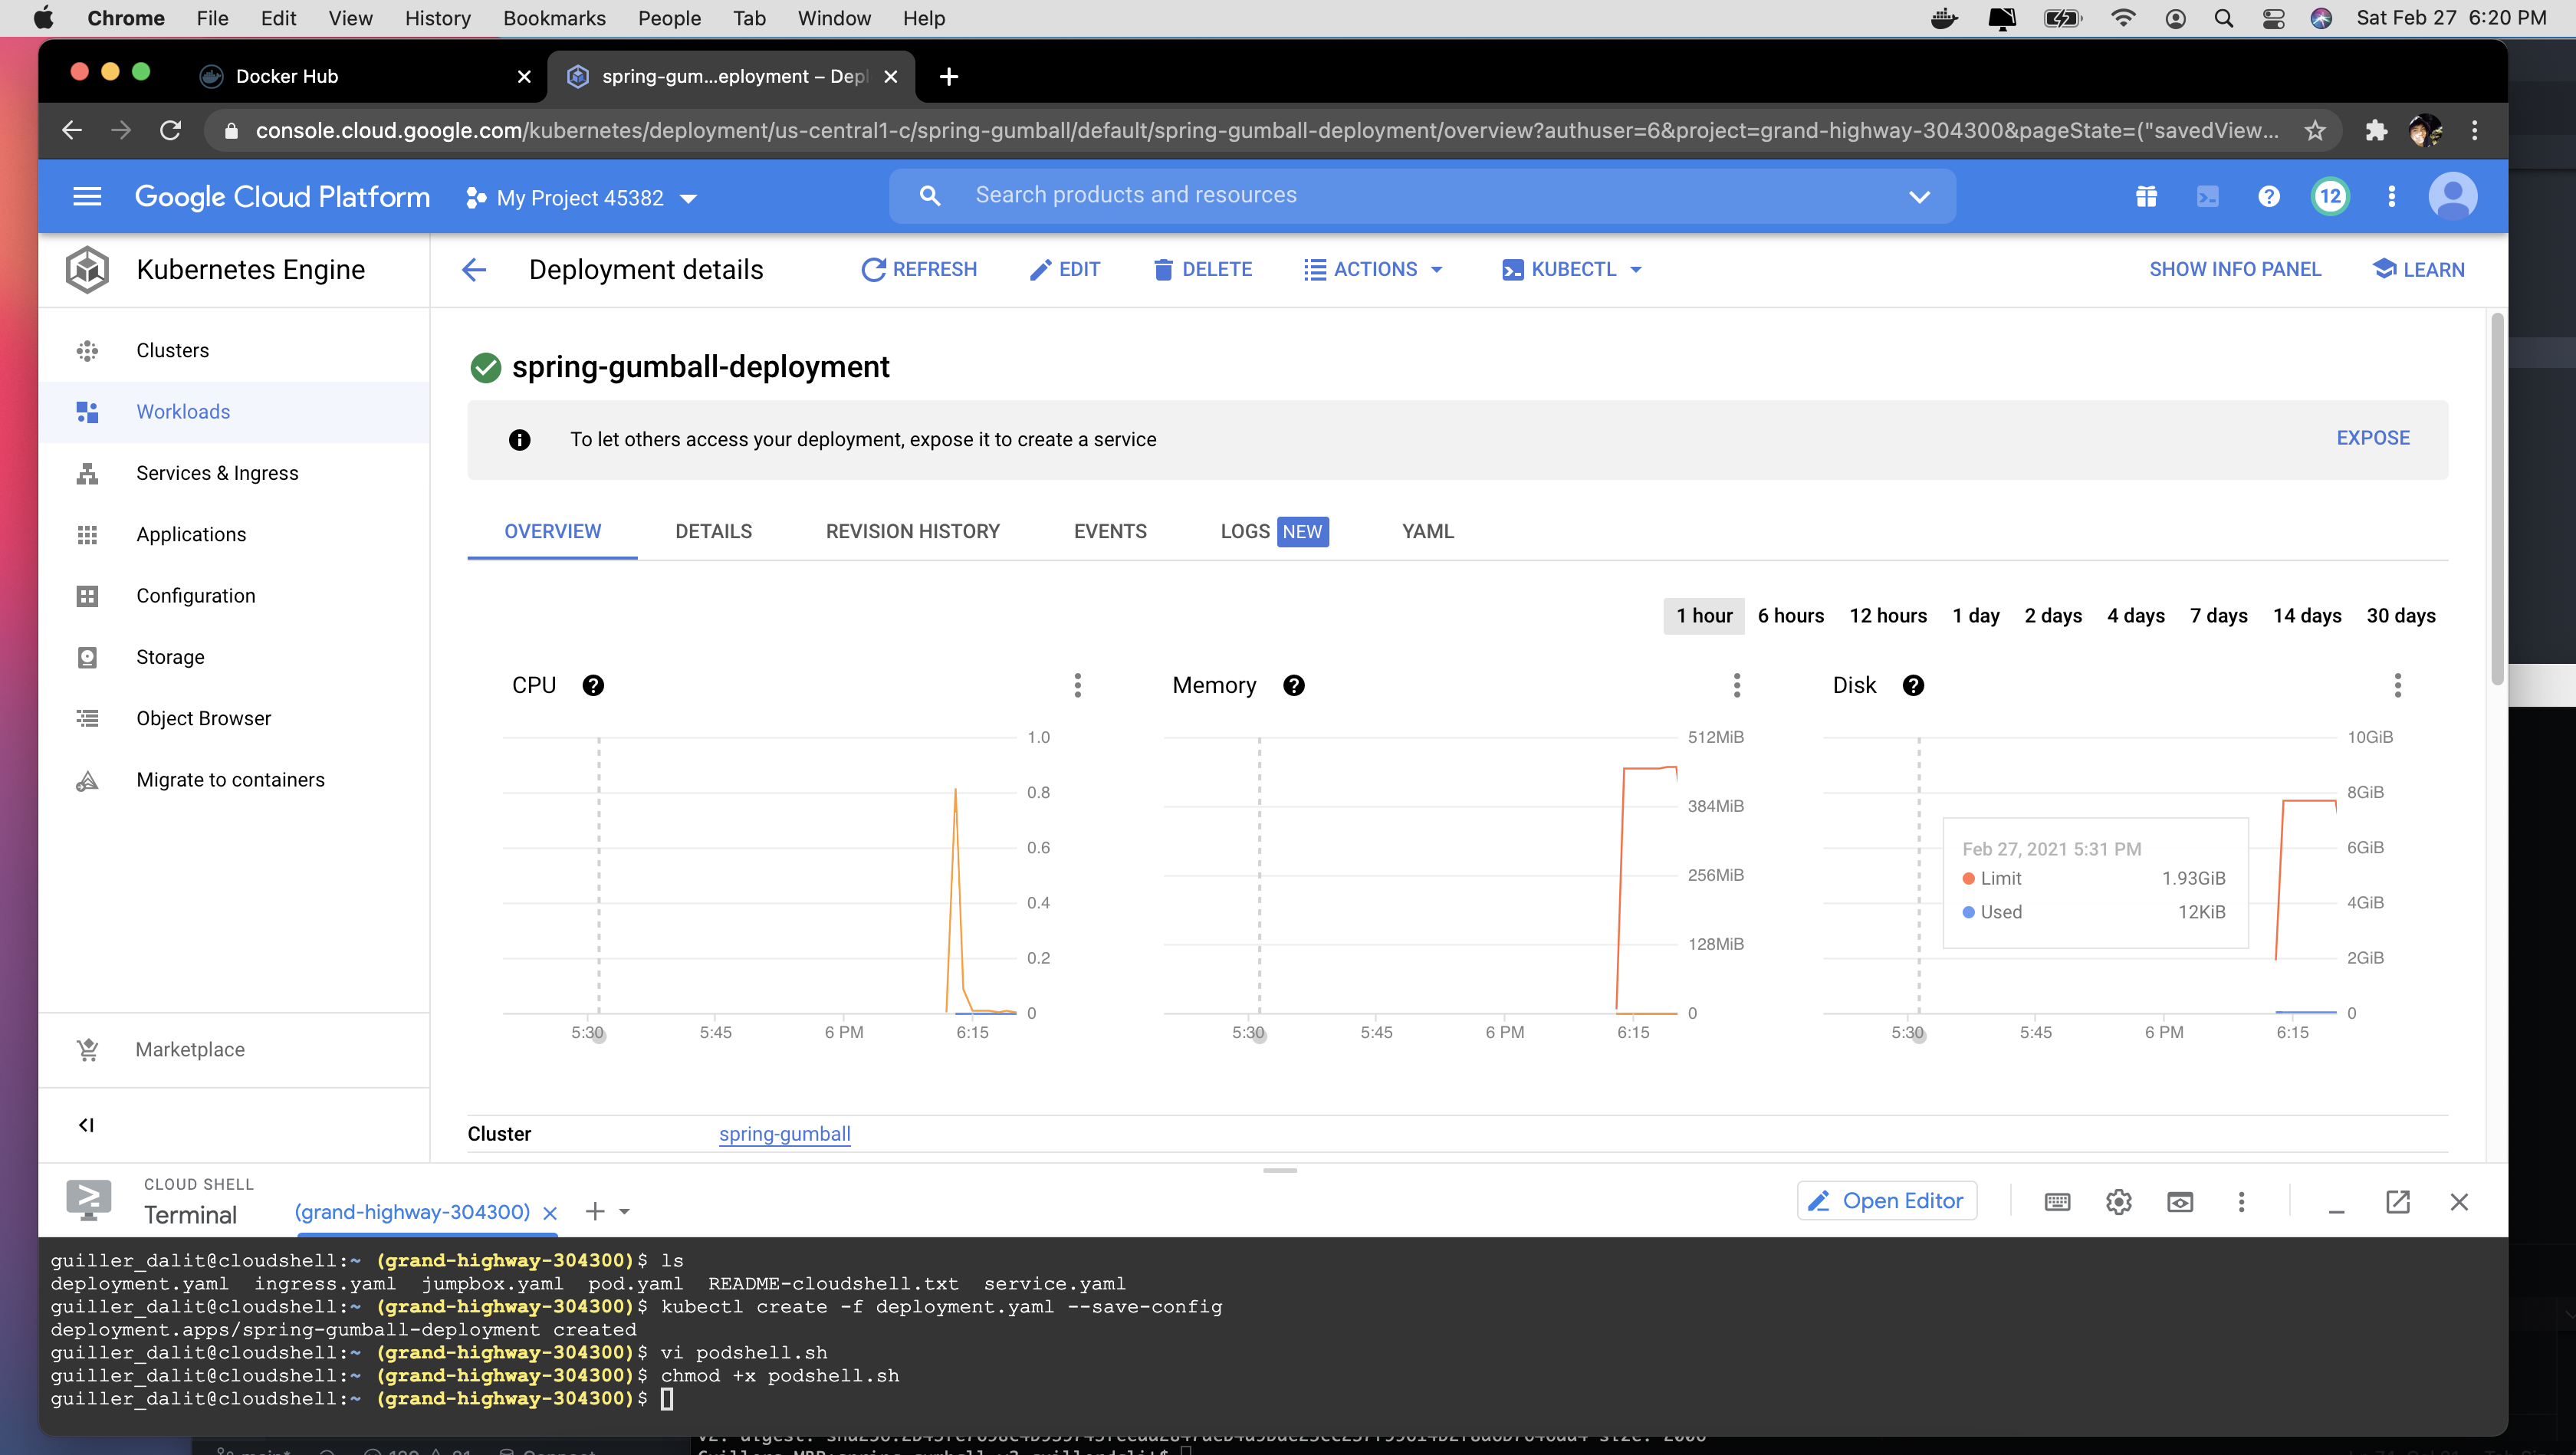 Chrome File Edit View History Bookmarks People Tab Window Help Sat Feb 27 6:20 PM
Docker Hub spring-gum...eployment – Dep
console.cloud.google.com/kubernetes/deployment/us-central1-c/spring-gumball/default/spring-gumball-deployment/overview?authuser=6&project=grand-highway-304300&pageState=("savedView...
Google Cloud Platform My Project 45382 Search products and resources 12
Kubernetes Engine Deployment details REFRESH EDIT DELETE ACTIONS KUBECTL SHOW INFO PANEL LEARN
Clusters
Workloads
Services & Ingress
Applications
Configuration
Storage
Object Browser
Migrate to containers
Marketplace
spring-gumball-deployment
To let others access your deployment, expose it to create a service EXPOSE
OVERVIEW DETAILS REVISION HISTORY EVENTS LOGS NEW YAML
1 hour 6 hours 12 hours 1 day 2 days 4 days 7 days 14 days 30 days
CPU
1.0
0.8
0.6
0.4
0.2
0
5:30 5:45 6 PM 6:15
Memory
512MiB
384MiB
256MiB
128MiB
0
5:30 5:45 6 PM 6:15
Disk
10GiB
8GiB
6GiB
4GiB
2GiB
0
5:30 5:45 6 PM 6:15
Feb 27, 2021 5:31 PM
Limit 1.93GiB
Used 12KiB
Cluster spring-gumball
CLOUD SHELL
Terminal (grand-highway-304300) Open Editor
guiller_dalit@cloudshell:~ (grand-highway-304300)$ ls
deployment.yaml ingress.yaml jumpbox.yaml pod.yaml README-cloudshell.txt service.yaml
guiller_dalit@cloudshell:~ (grand-highway-304300)$ kubectl create -f deployment.yaml --save-config
deployment.apps/spring-gumball-deployment created
guiller_dalit@cloudshell:~ (grand-highway-304300)$ vi podshell.sh
guiller_dalit@cloudshell:~ (grand-highway-304300)$ chmod +x podshell.sh
guiller_dalit@cloudshell:~ (grand-highway-304300)$